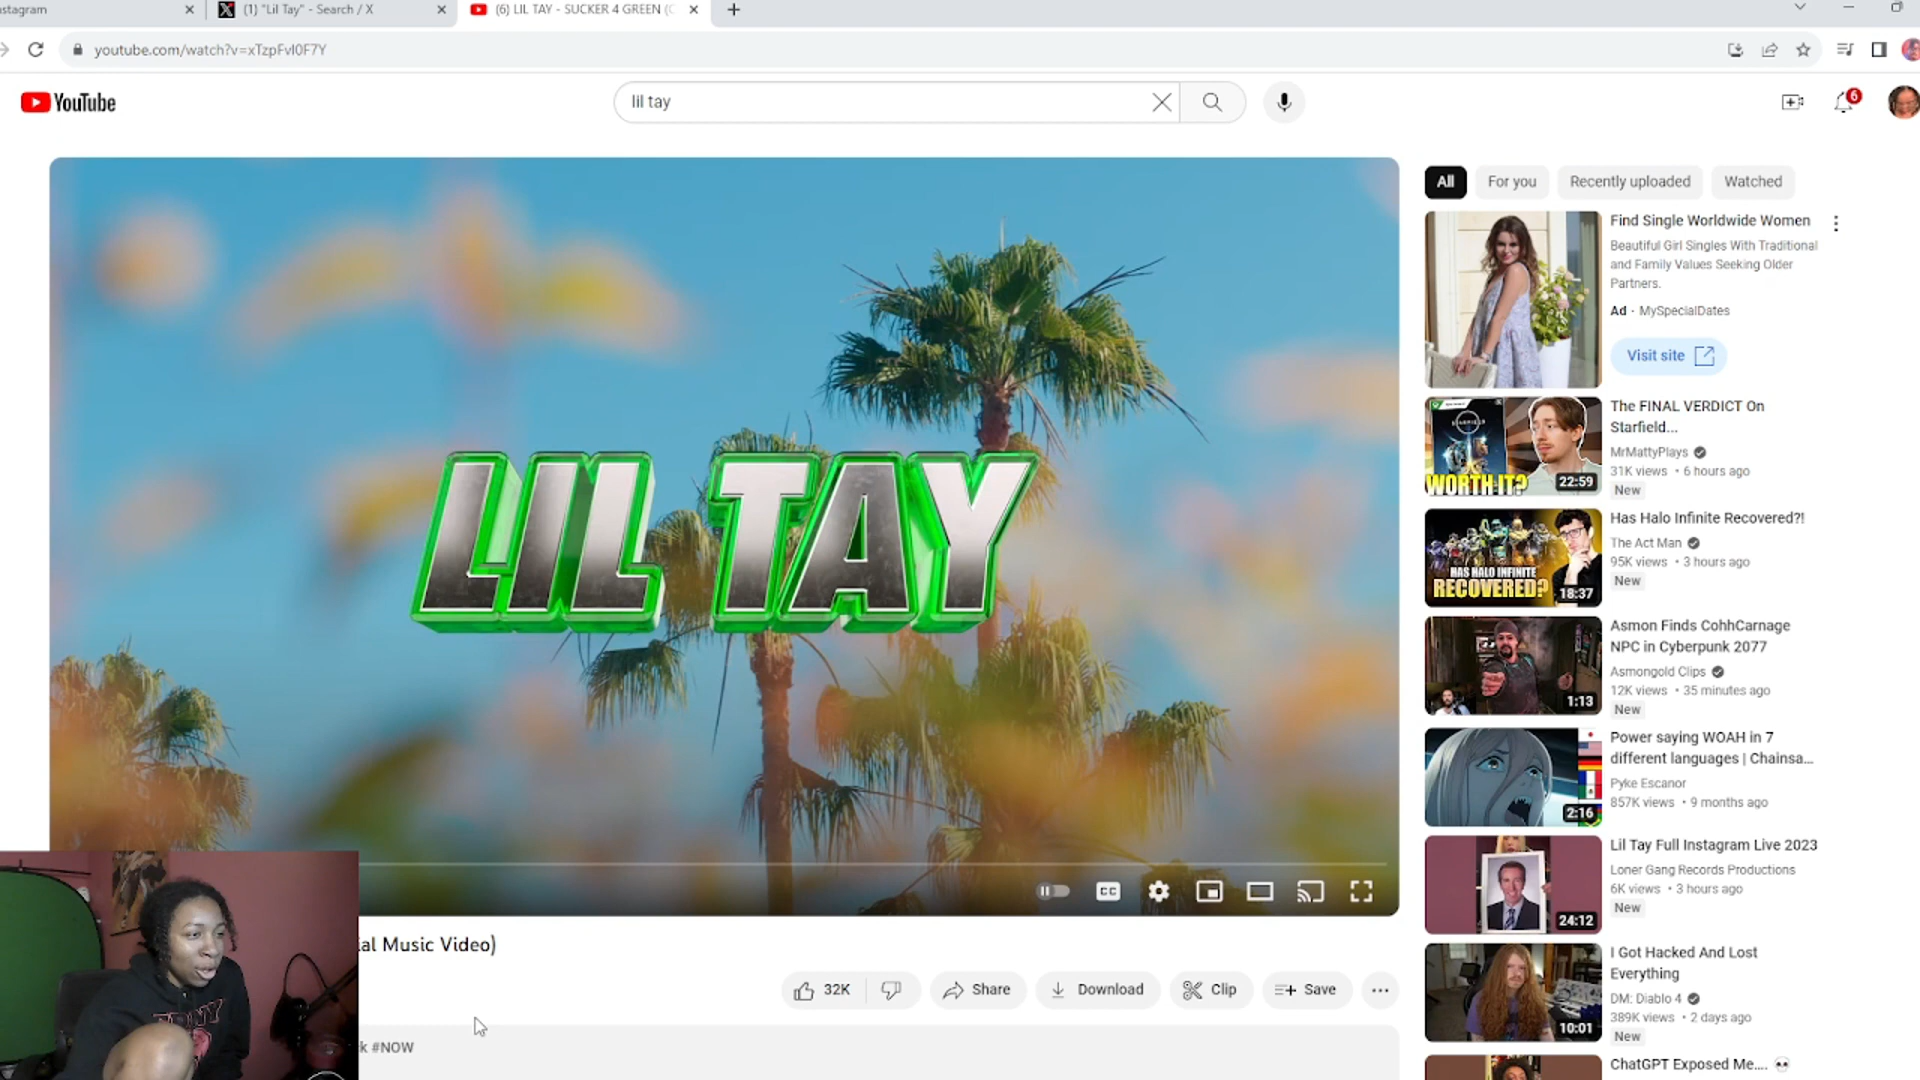 nstagram
(1) "Lil Tay" - Search / X
(6) LIL TAY - SUCKER 4 GREEN (
youtube.com/watch?v=xTzpFvI0F7Y
YouTube
lil tay
6
LIL TAY
CC
ial Music Video)
32K
Share
Download
Clip
Save
k #NOW
All
For you
Recently uploaded
Watched
Find Single Worldwide Women
Beautiful Girl Singles With Traditional
and Family Values Seeking Older
Partners.
Ad · MySpecialDates
Visit site
STARFIELD
WORTH IT?
22:59
The FINAL VERDICT On
Starfield...
MrMattyPlays
31K views • 6 hours ago
New
HAS HALO INFINITE
RECOVERED?
18:37
Has Halo Infinite Recovered?!
The Act Man
95K views • 3 hours ago
New
1:13
Asmon Finds CohhCarnage
NPC in Cyberpunk 2077
Asmongold Clips
12K views • 35 minutes ago
New
2:16
Power saying WOAH in 7
different languages | Chainsa...
Pyke Escanor
857K views • 9 months ago
24:12
Lil Tay Full Instagram Live 2023
Loner Gang Records Productions
6K views • 3 hours ago
New
10:01
I Got Hacked And Lost
Everything
DM: Diablo 4
389K views • 2 days ago
New
ChatGPT Exposed Me....